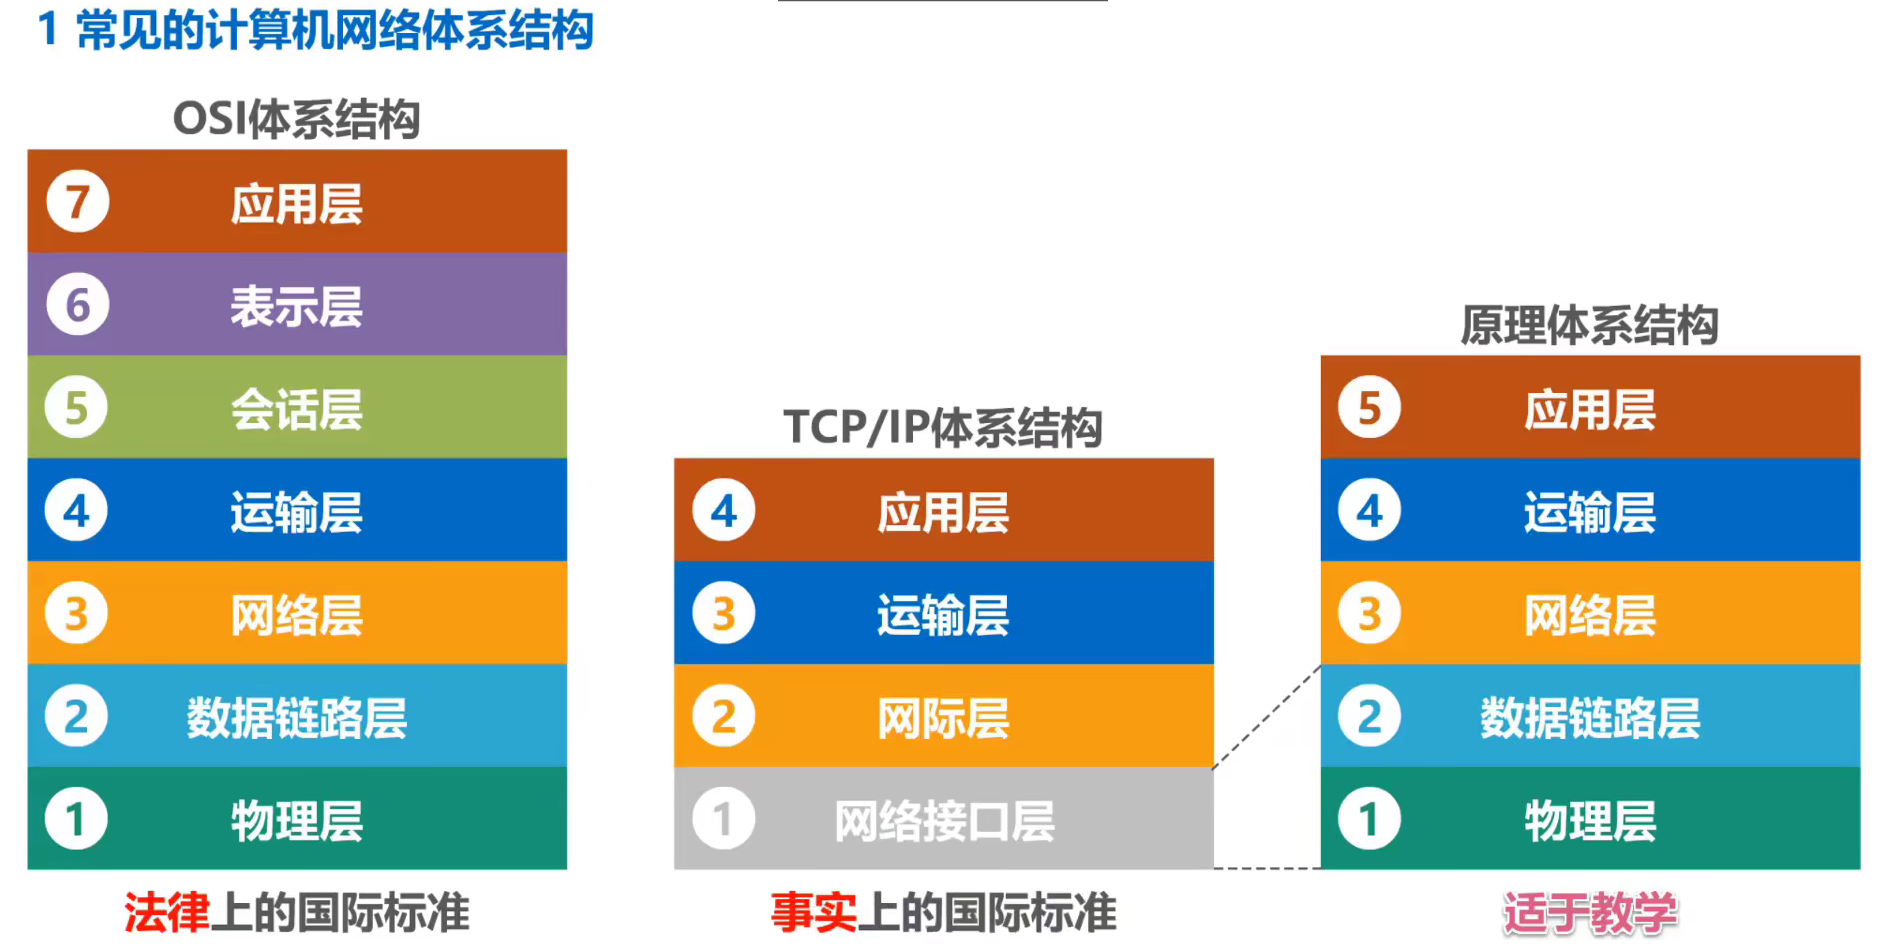 1 常见的计算机网络体系结构
OSI体系结构
7 应用层
6 表示层
5 会话层
4 运输层
3 网络层
2 数据链路层
1 物理层
法律上的国际标准
TCP/IP体系结构
4 应用层
3 运输层
2 网际层
1 网络接口层
事实上的国际标准
原理体系结构
5 应用层
4 运输层
3 网络层
2 数据链路层
1 物理层
适于教学